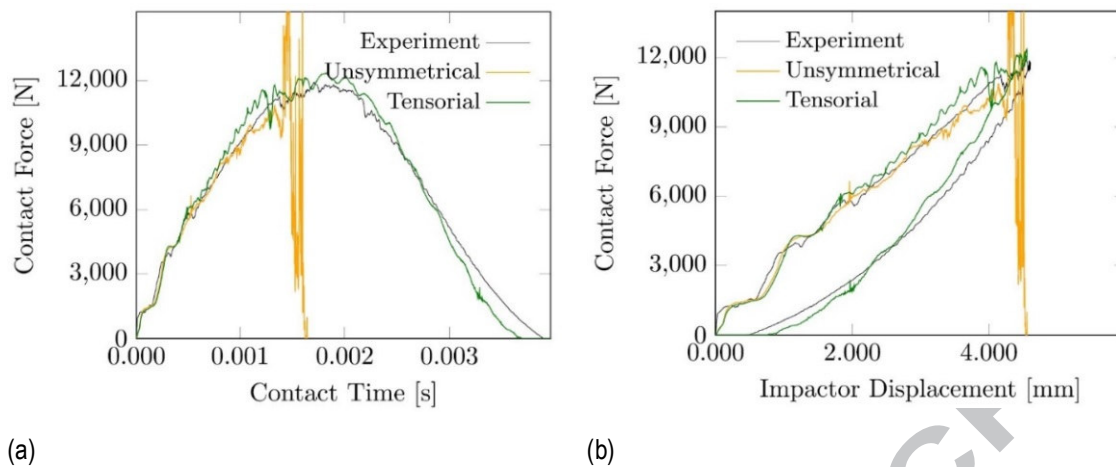 Experiment
Unsymmetrical
Tensorial
12,000
9,000
6,000
3,000
0
0.000 0.001 0.002 0.003
Contact Force [N]
Contact Time [s]
(a)
Experiment
Unsymmetrical
Tensorial
12,000
9,000
6,000
3,000
0
0.000 2.000 4.000
Contact Force [N]
Impactor Displacement [mm]
(b)